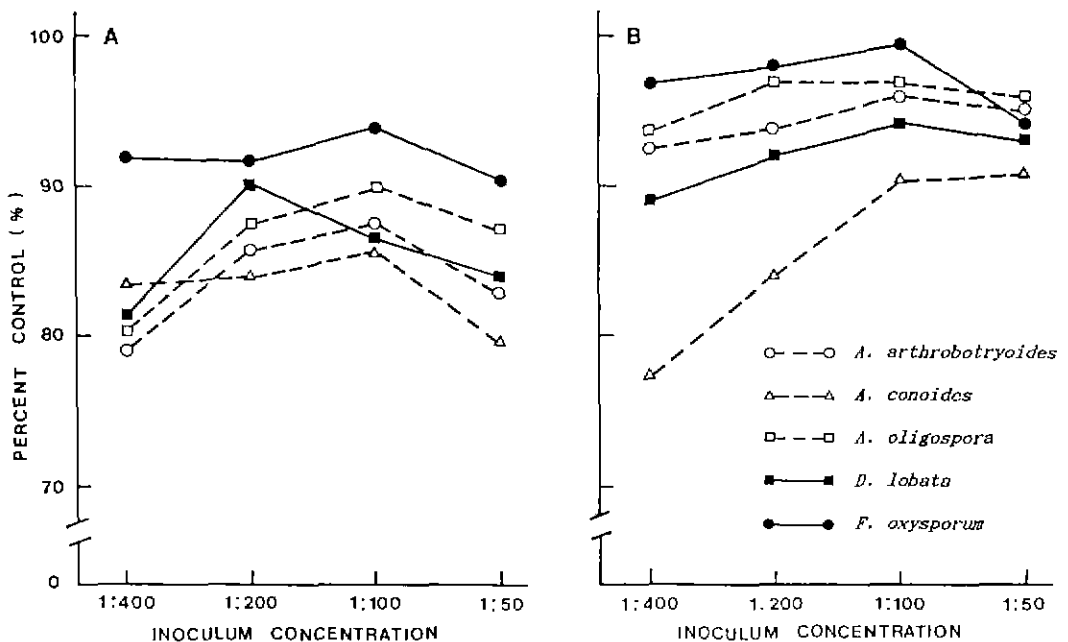 A
B
100
90
80
70
0
PERCENT CONTROL (%)
1:400 1:200 1:100 1:50
INOCULUM CONCENTRATION
1:400 1.200 1:100 1:50
INOCULUM CONCENTRATION
A. arthrobotryoides
A. conoides
A. oligospora
D. lobata
F. oxysporum